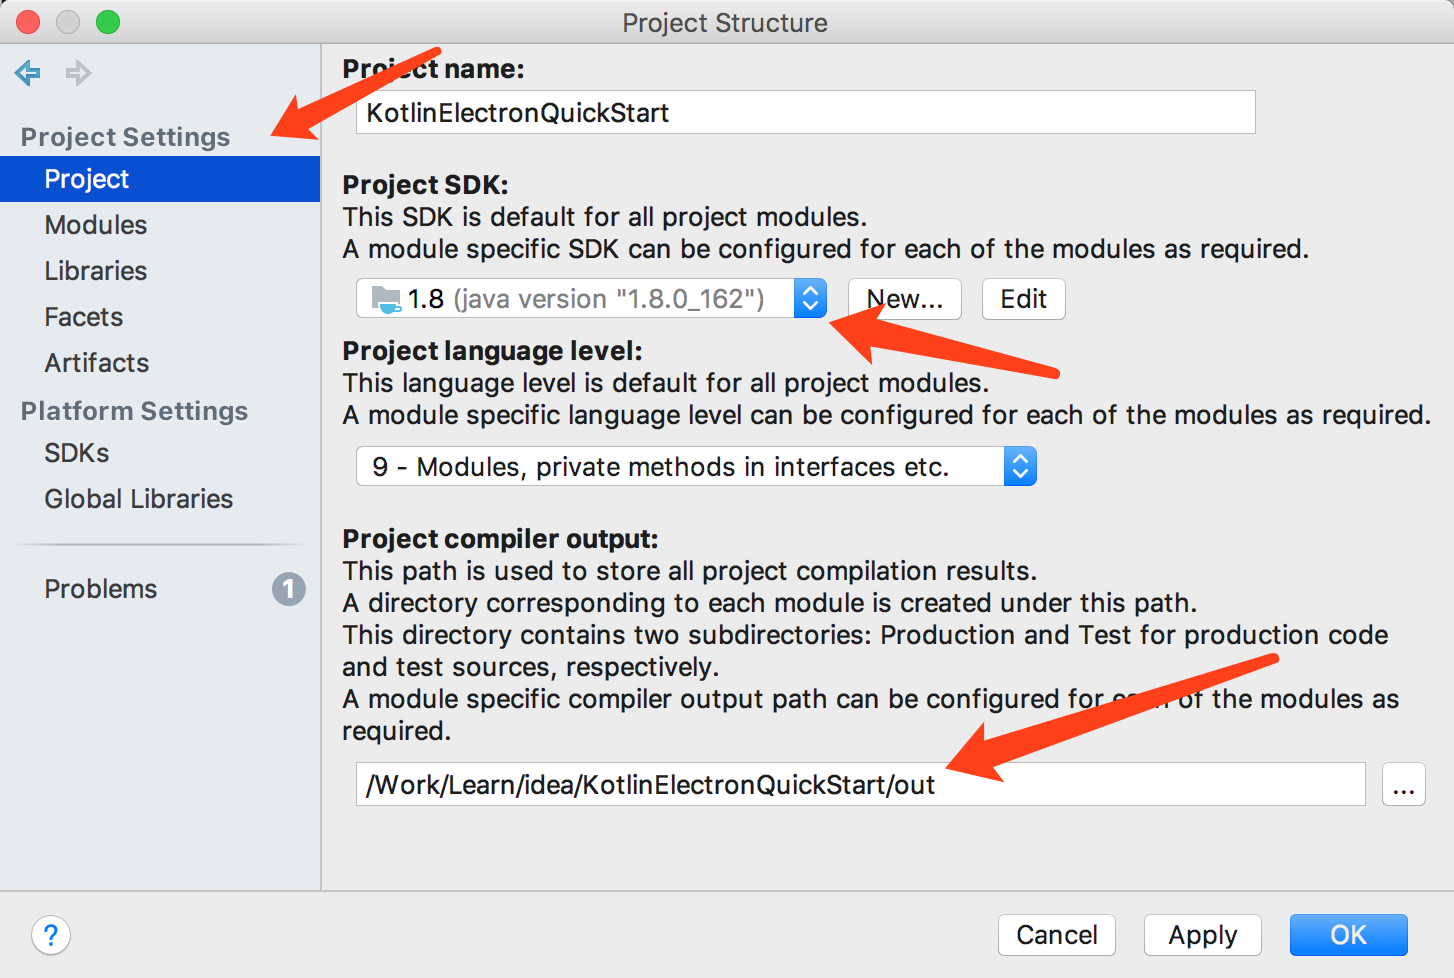 Project Structure
Project Settings
Project
Modules
Libraries
Facets
Artifacts
Platform Settings
SDKs
Global Libraries
Problems
1
Project name:
KotlinElectronQuickStart
Project SDK:
This SDK is default for all project modules.
A module specific SDK can be configured for each of the modules as required.
1.8 (java version "1.8.0_162")
New...
Edit
Project language level:
This language level is default for all project modules.
A module specific language level can be configured for each of the modules as required.
9 - Modules, private methods in interfaces etc.
Project compiler output:
This path is used to store all project compilation results.
A directory corresponding to each module is created under this path.
This directory contains two subdirectories: Production and Test for production code
and test sources, respectively.
A module specific compiler output path can be configured for each of the modules as
required.
/Work/Learn/idea/KotlinElectronQuickStart/out
...
?
Cancel
Apply
OK